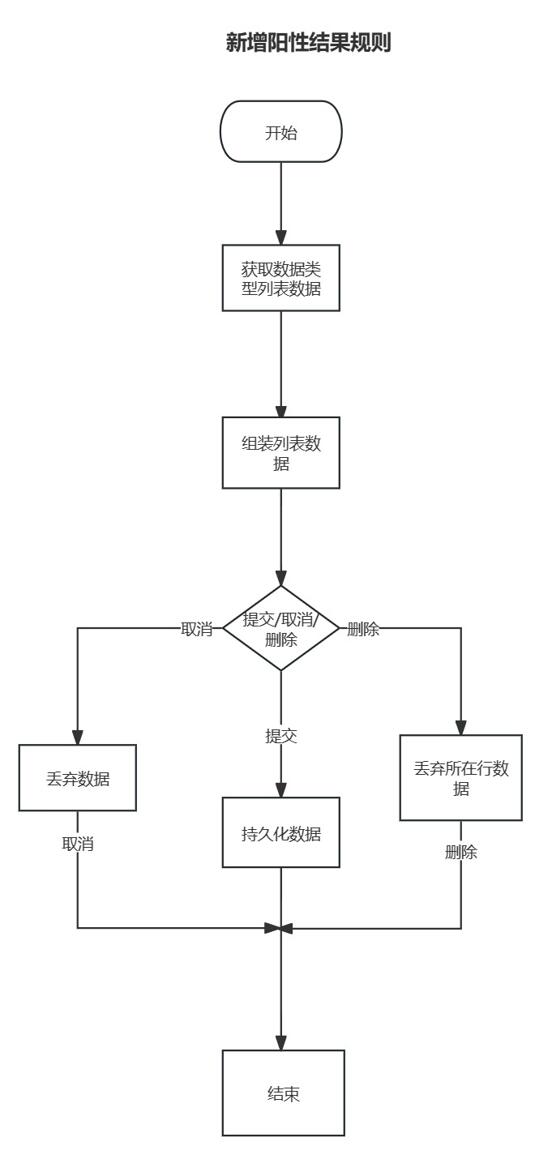 新增阳性结果规则
开始
获取数据类
型列表数据
组装列表数
据
提交/取消/
删除
取消
删除
提交
丢弃数据
丢弃所在行数
据
持久化数据
取消
删除
结束